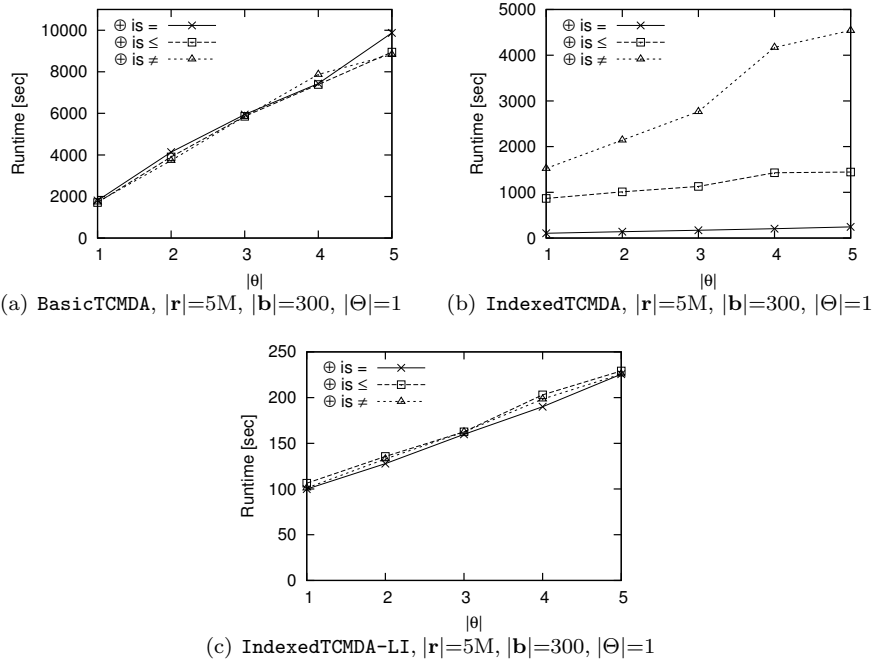 10000
8000
6000
4000
2000
0
Runtime [sec]
⊕ is =
⊕ is ≤
⊕ is ≠
1 2 3 4 5
|θ|
(a) BasicTCMDA, |r|=5M, |b|=300, |Θ|=1
5000
4000
3000
2000
1000
0
Runtime [sec]
⊕ is =
⊕ is ≤
⊕ is ≠
1 2 3 4 5
|θ|
(b) IndexedTCMDA, |r|=5M, |b|=300, |Θ|=1
250
200
150
100
50
0
Runtime [sec]
⊕ is =
⊕ is ≤
⊕ is ≠
1 2 3 4 5
|θ|
(c) IndexedTCMDA-LI, |r|=5M, |b|=300, |Θ|=1